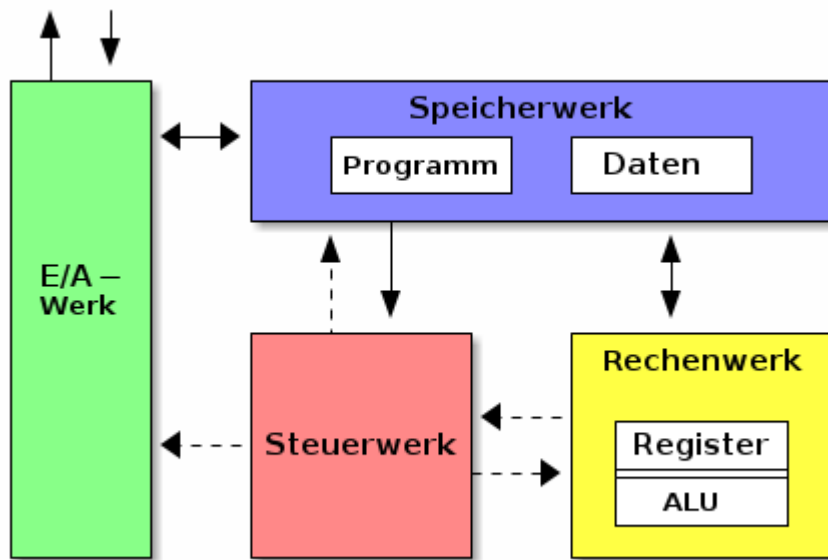 Speicherwerk
Programm
Daten
E/A –
Werk
Steuerwerk
Rechenwerk
Register
ALU